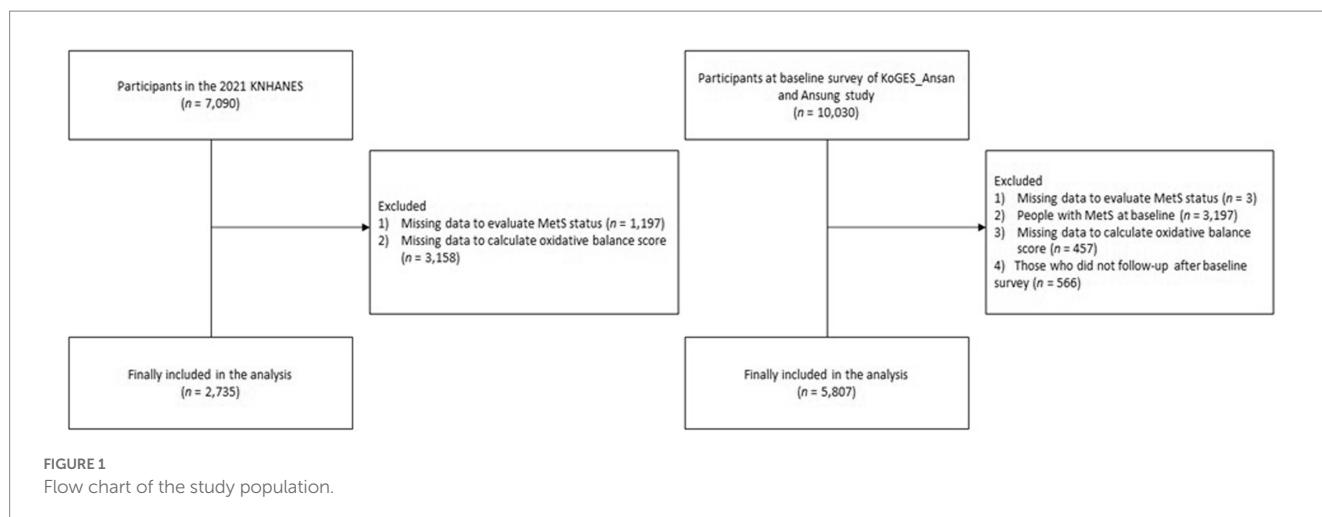 Participants in the 2021 KNHANES
(n = 7,090)
Excluded
1) Missing data to evaluate MetS status (n = 1,197)
2) Missing data to calculate oxidative balance score
(n = 3,158)
Finally included in the analysis
(n = 2,735)
Participants at baseline survey of KoGES_Ansan
and Ansung study
(n = 10,030)
Excluded
1) Missing data to evaluate MetS status (n = 3)
2) People with MetS at baseline (n = 3,197)
3) Missing data to calculate oxidative balance
score (n = 457)
4) Those who did not follow-up after baseline
survey (n = 566)
Finally included in the analysis
(n = 5,807)
FIGURE 1
Flow chart of the study population.